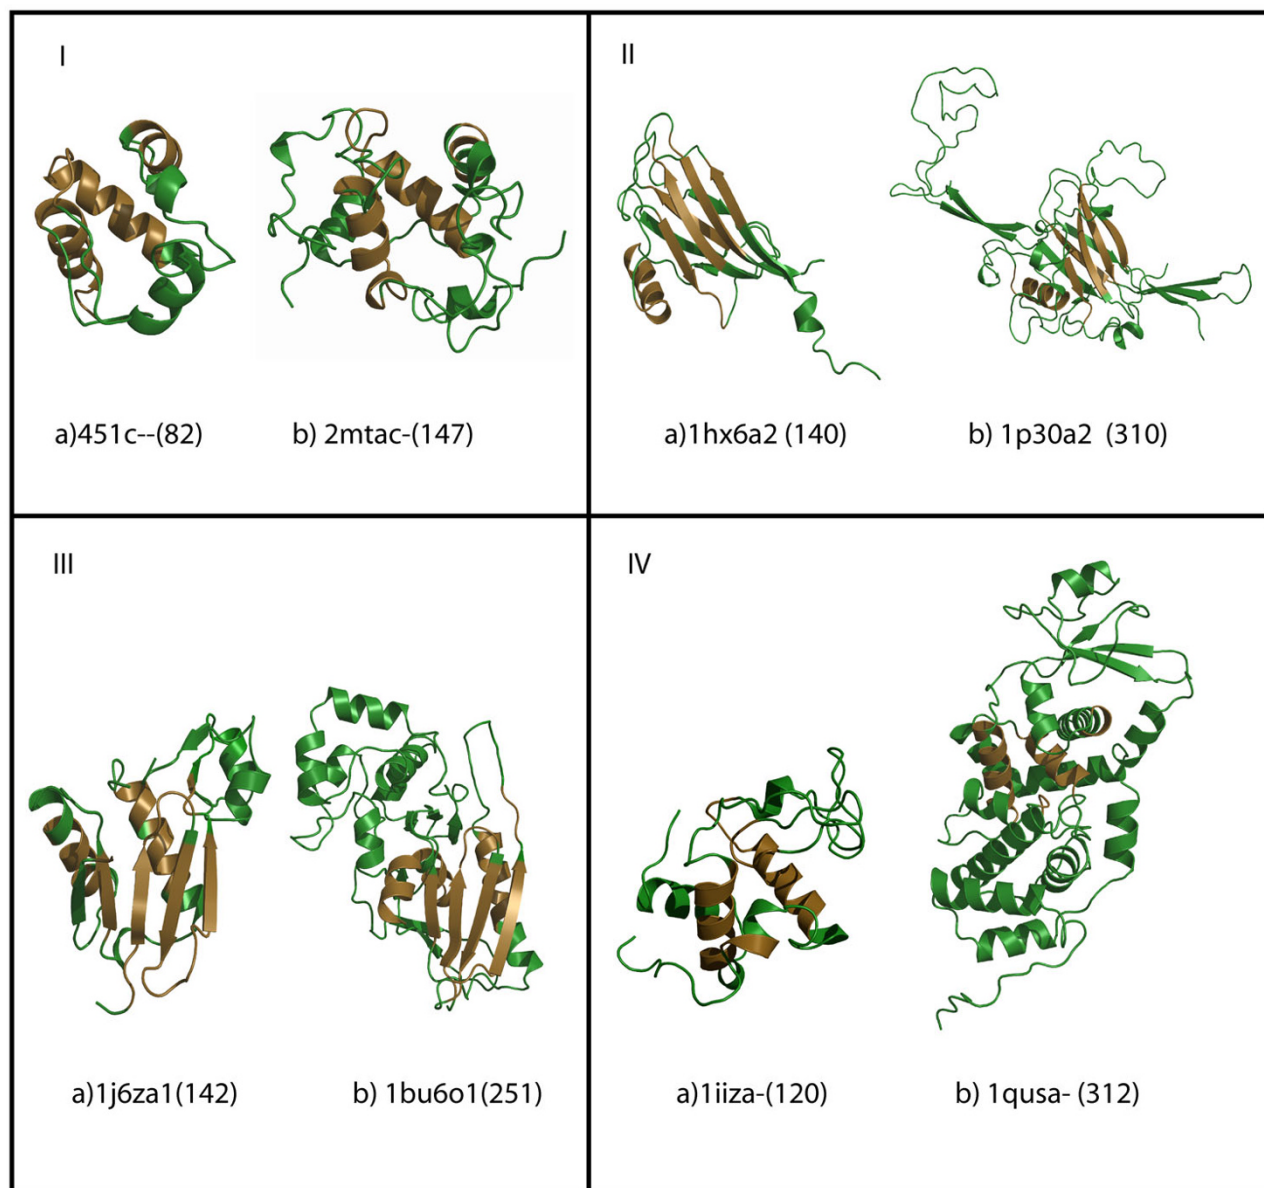 I
II
a)451c--(82)
b) 2mtac-(147)
a)1hx6a2 (140)
b) 1p30a2 (310)
III
IV
a)1j6za1(142)
b) 1bu6o1(251)
a)1iiza-(120)
b) 1qusa- (312)